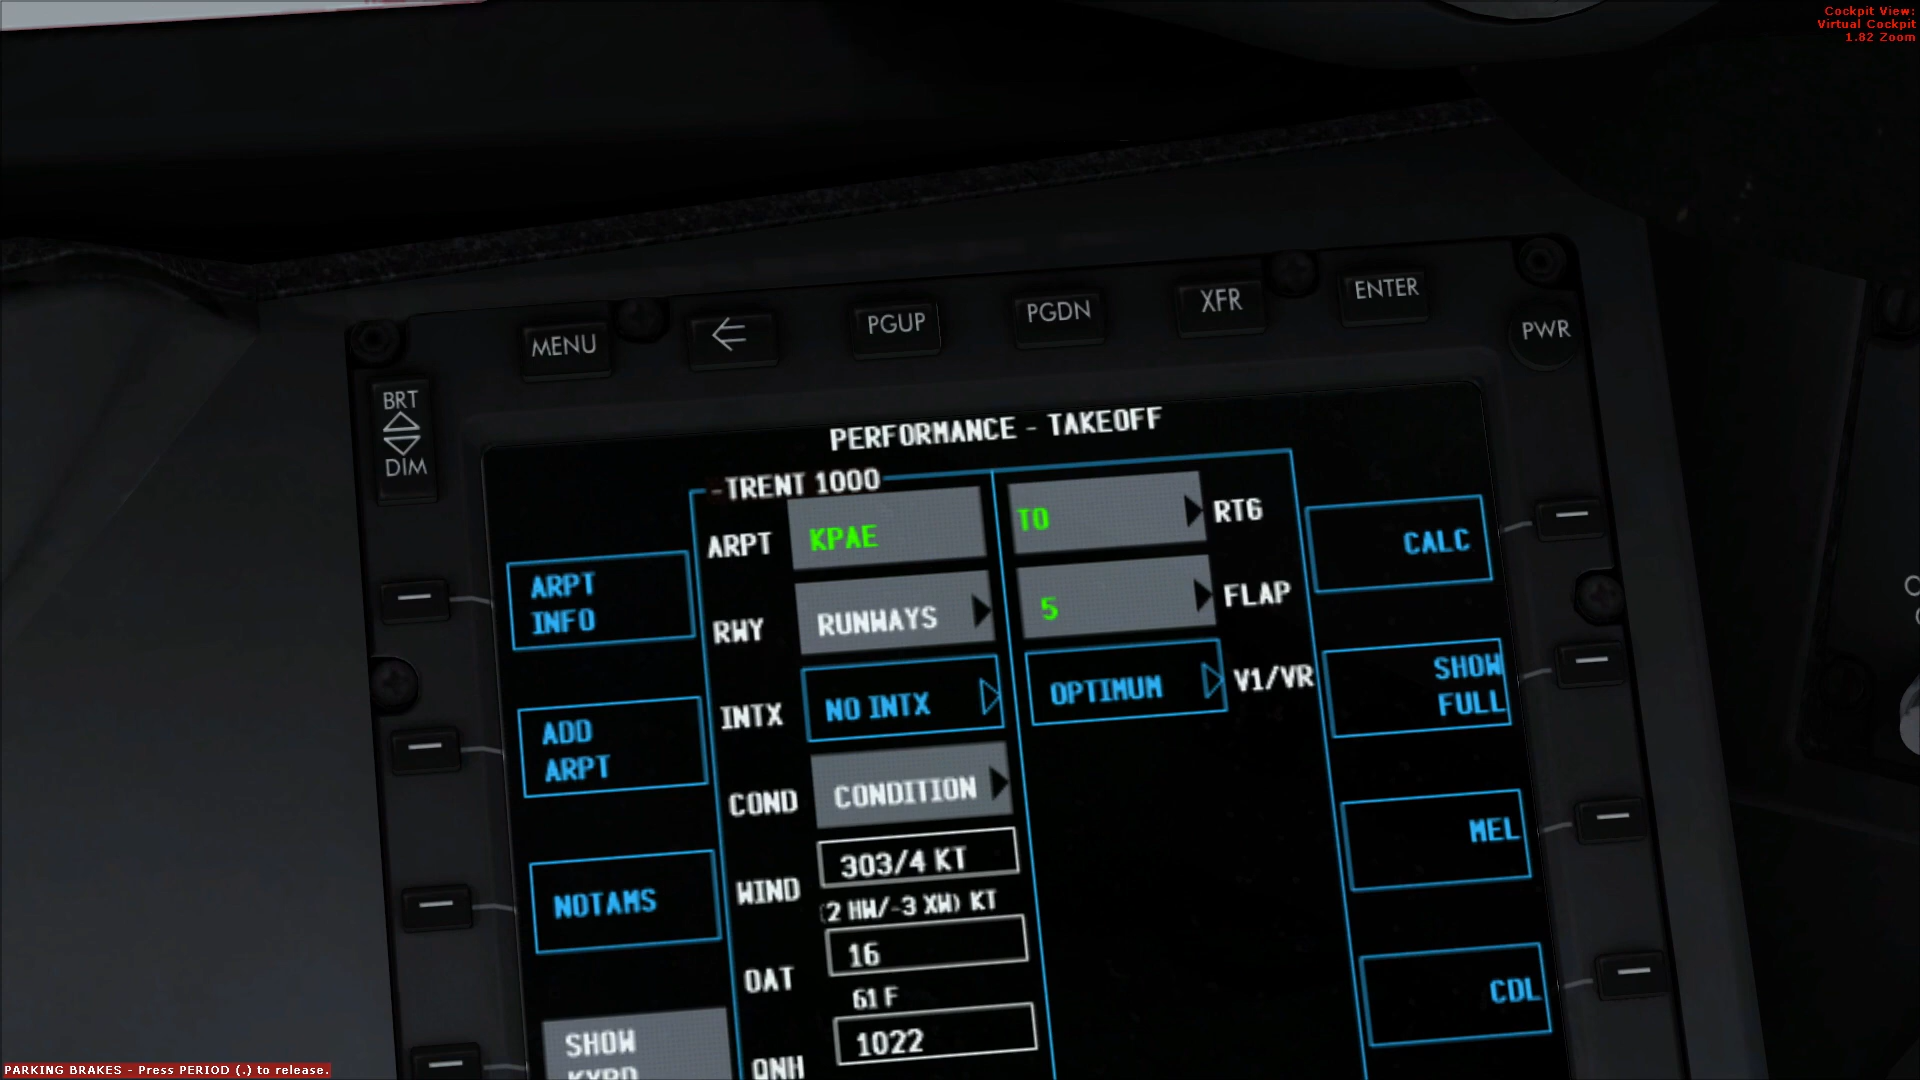 Cockpit View:
Virtual Cockpit
1.82 Zoom
MENU
PGUP
PGDN
XFR
ENTER
PWR
BRT
DIM
PERFORMANCE - TAKEOFF
-TRENT 1000
ARPT
KPAE
TO
RTG
CALC
ARPT
INFO
RWY
RUNWAYS
5
FLAP
INTX
NO INTX
OPTIMUM
V1/VR
SHOW
FULL
ADD
ARPT
COND
CONDITION
WIND
303/4 KT
(2 HW/-3 XW) KT
MEL
NOTAMS
OAT
16
61 F
CDL
QNH
1022
SHOW
KYBD
PARKING BRAKES - Press PERIOD (.) to release.